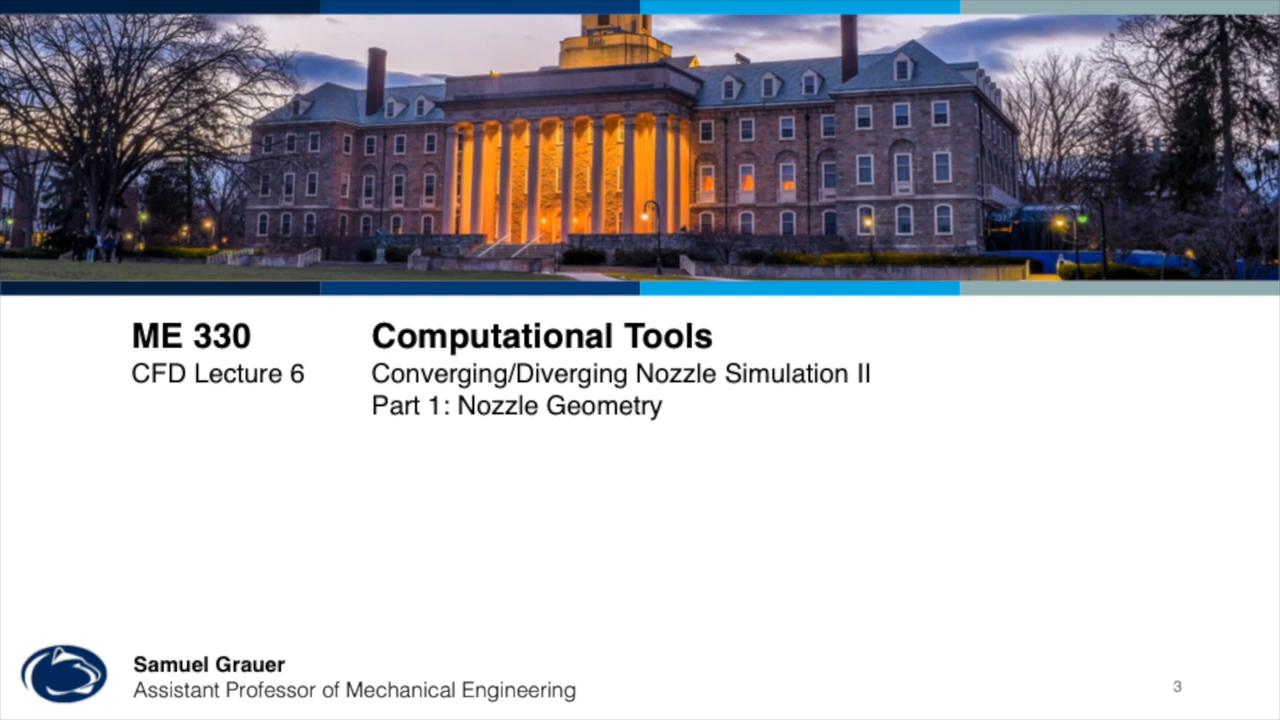 ME 330
CFD Lecture 6
Computational Tools
Converging/Diverging Nozzle Simulation II
Part 1: Nozzle Geometry
Samuel Grauer
Assistant Professor of Mechanical Engineering
3